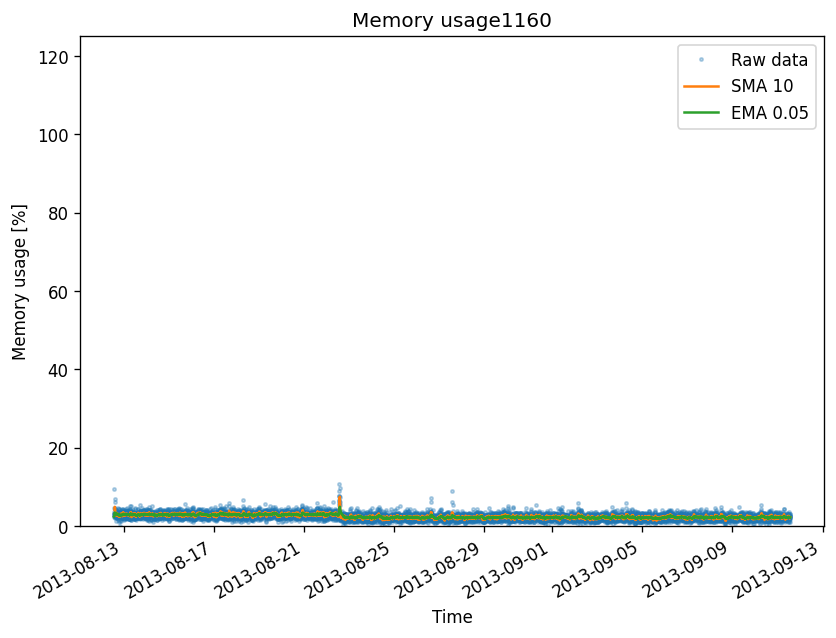 Memory usage1160
Raw data
SMA 10
EMA 0.05
Memory usage [%]
120
100
80
60
40
20
0
2013-08-13
2013-08-17
2013-08-21
2013-08-25
2013-08-29
2013-09-01
2013-09-05
2013-09-09
2013-09-13
Time